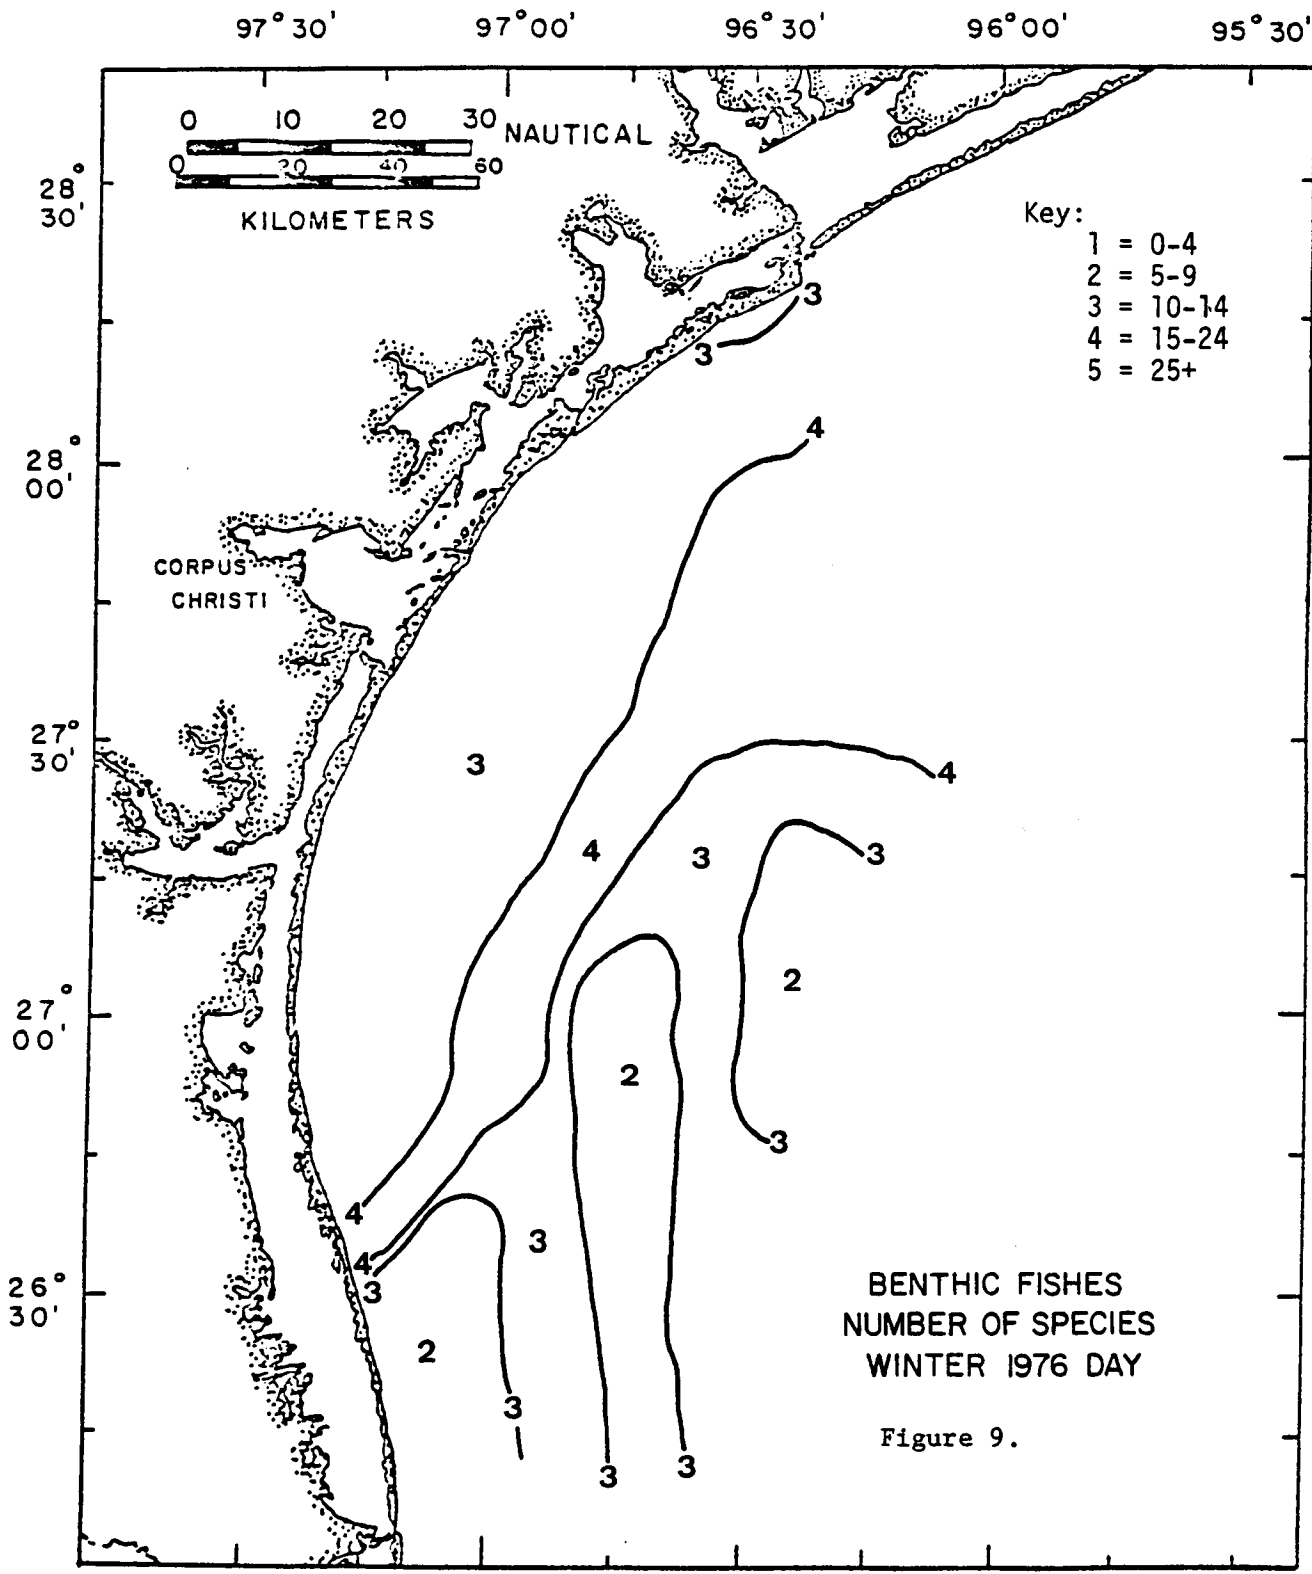 97°30' 97°00' 96°30' 96°00' 95°30'
0 10 20 30 NAUTICAL
0 20 40 60
KILOMETERS
28°
30'
Key:
1 = 0-4
2 = 5-9
3 = 10-14
4 = 15-24
5 = 25+
3
3
4
28°
00'
CORPUS
CHRISTI
27°
30'
3
4
4
3
3
2
27°
00'
2
3
4
3
4
3
26°
30'
2
3
3
3
BENTHIC FISHES
NUMBER OF SPECIES
WINTER 1976 DAY
Figure 9.